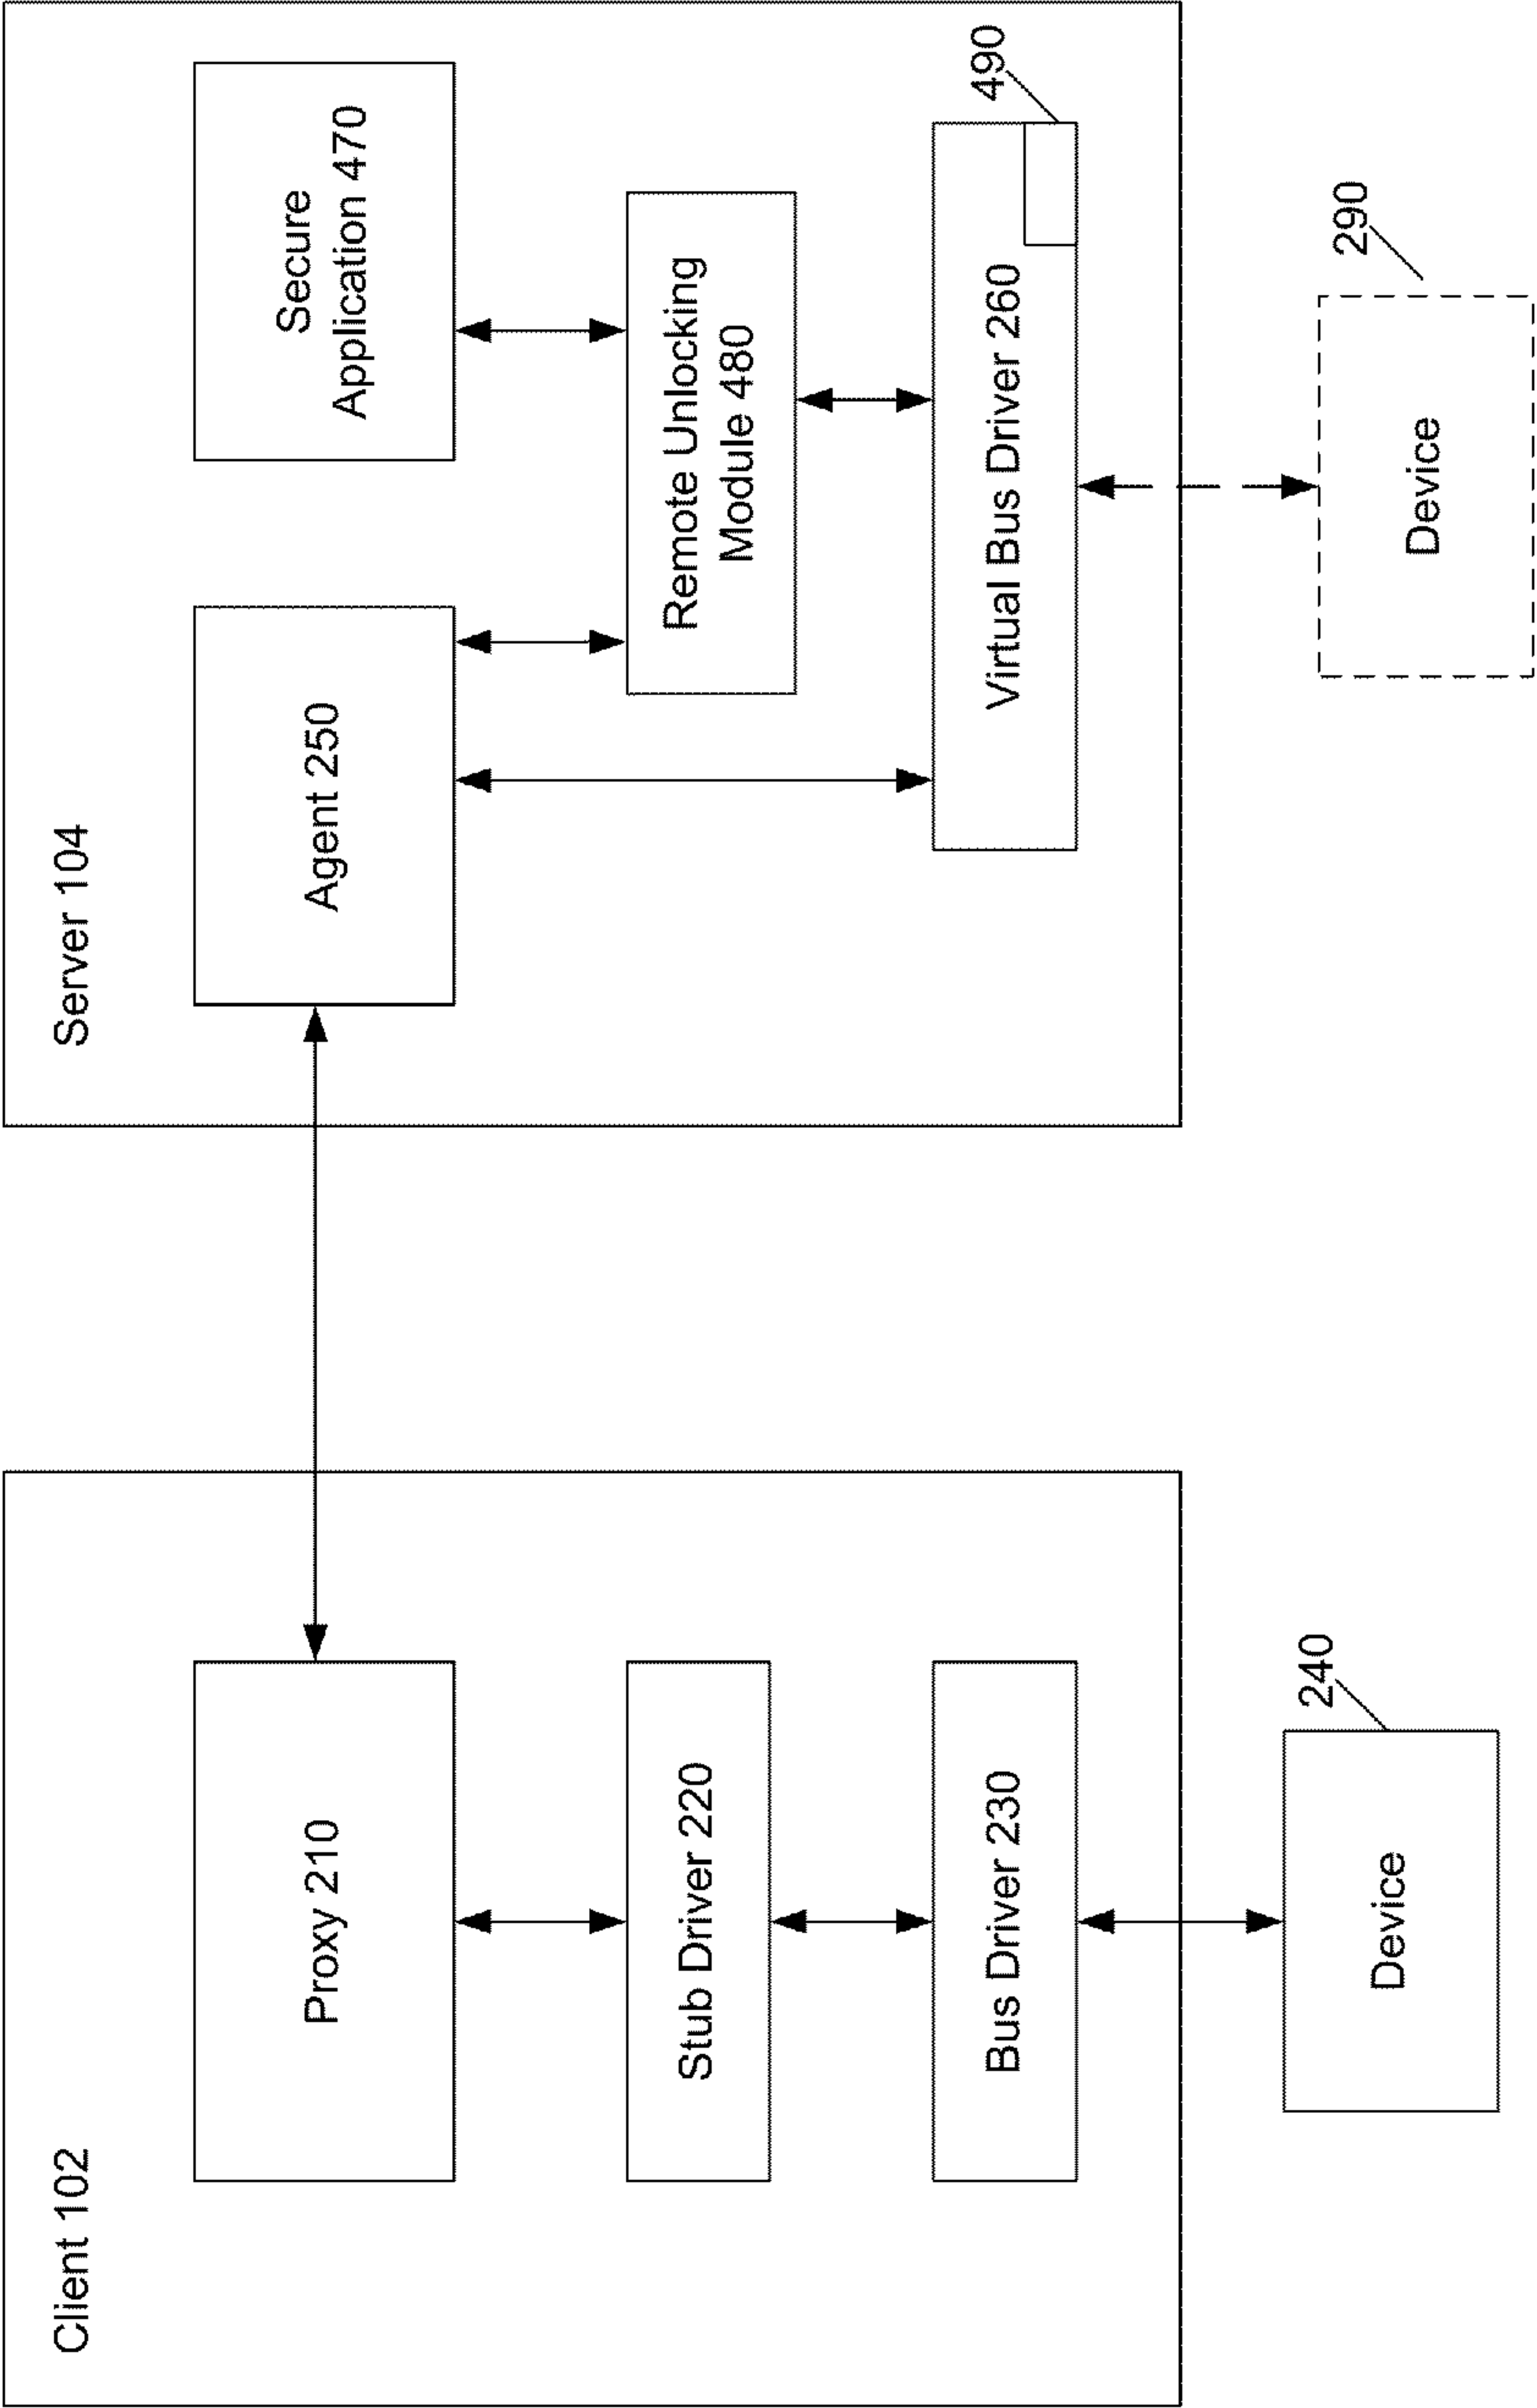 Client 102
Proxy 210
Stub Driver 220
Bus Driver 230
Device
240
Server 104
Agent 250
Secure
Application 470
Remote Unlocking
Module 480
Virtual Bus Driver 260
490
Device
290